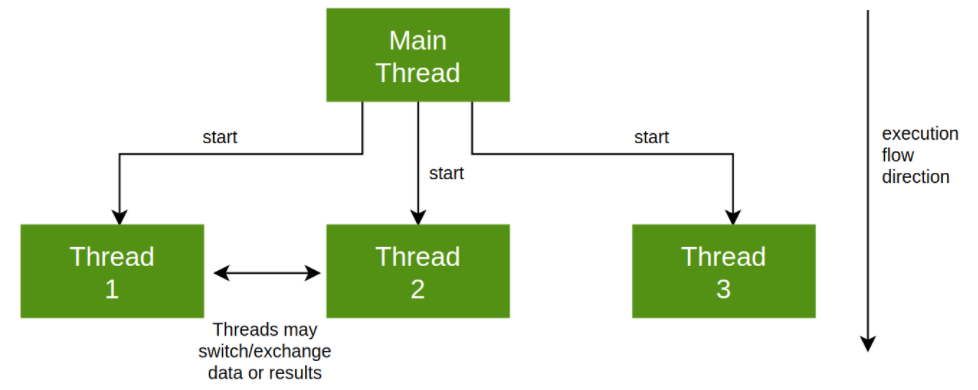 Main
Thread
start
start
start
execution
flow
direction
Thread
1
Thread
2
Thread
3
Threads may
switch/exchange
data or results